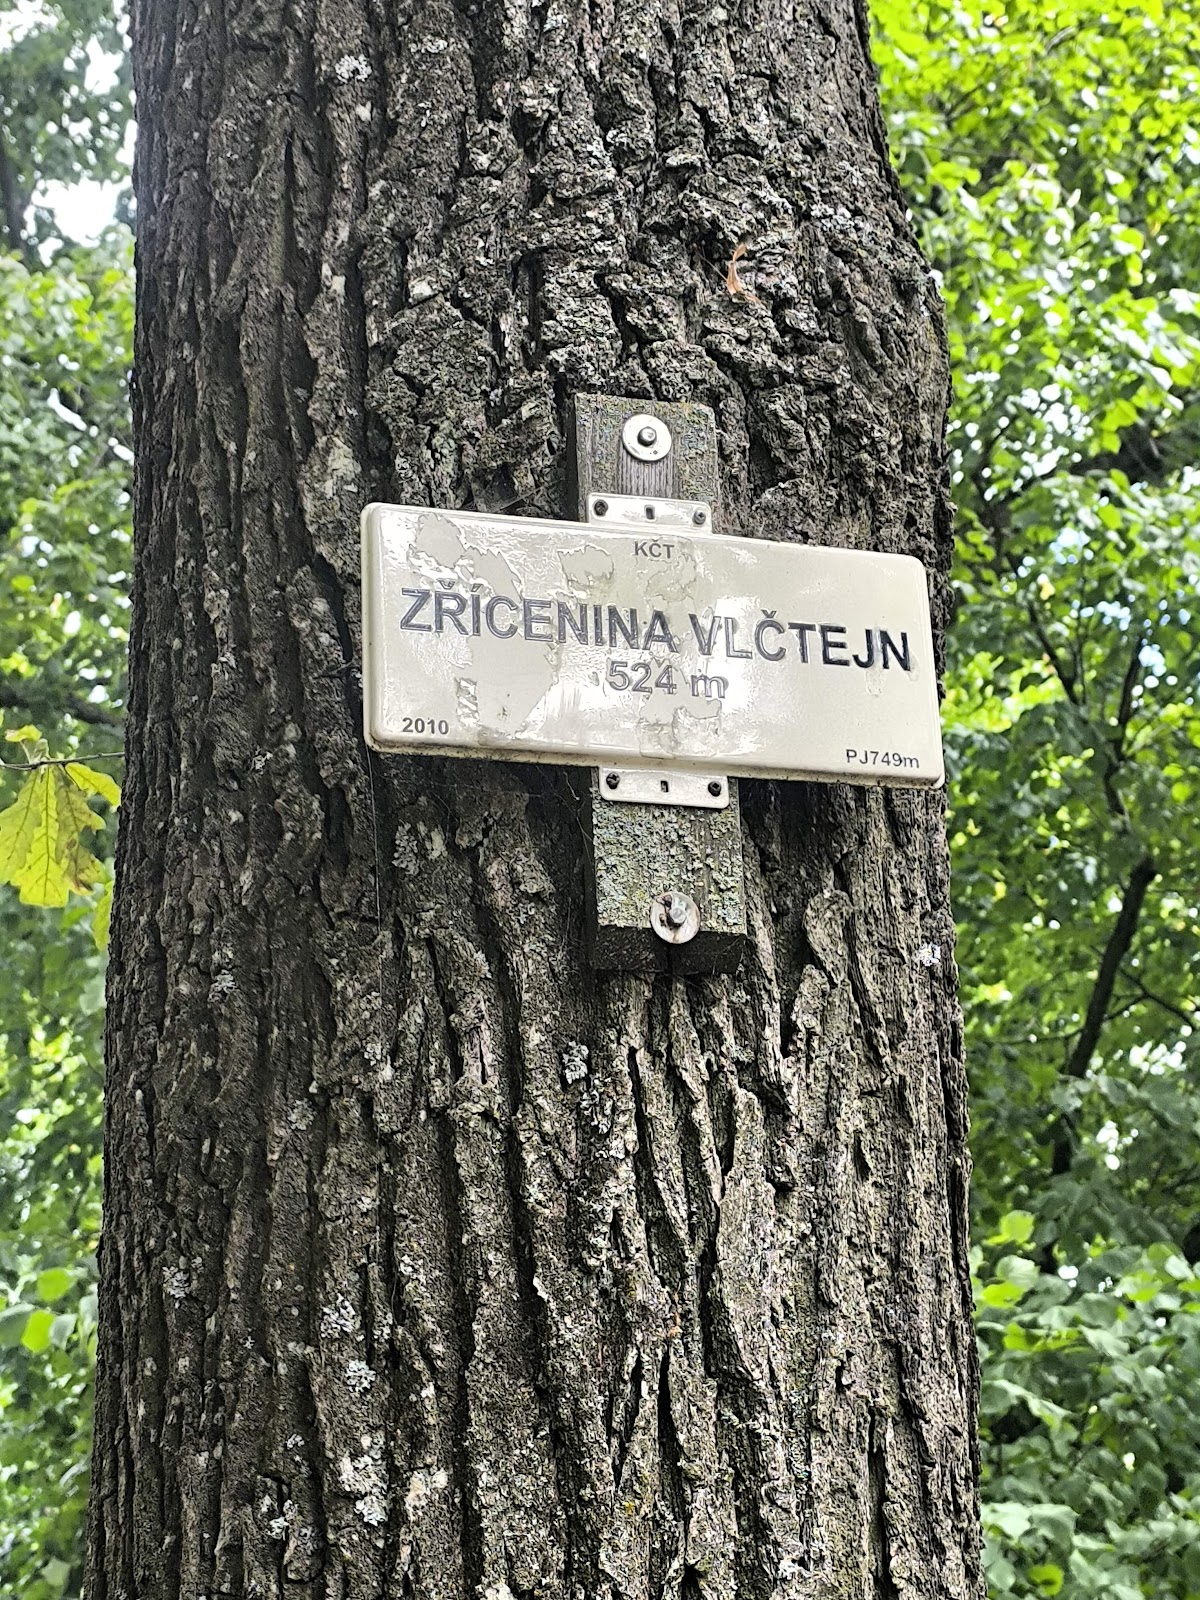 KČT
ZŘÍCENINA VLČTEJN
524 m
2010
PJ749m